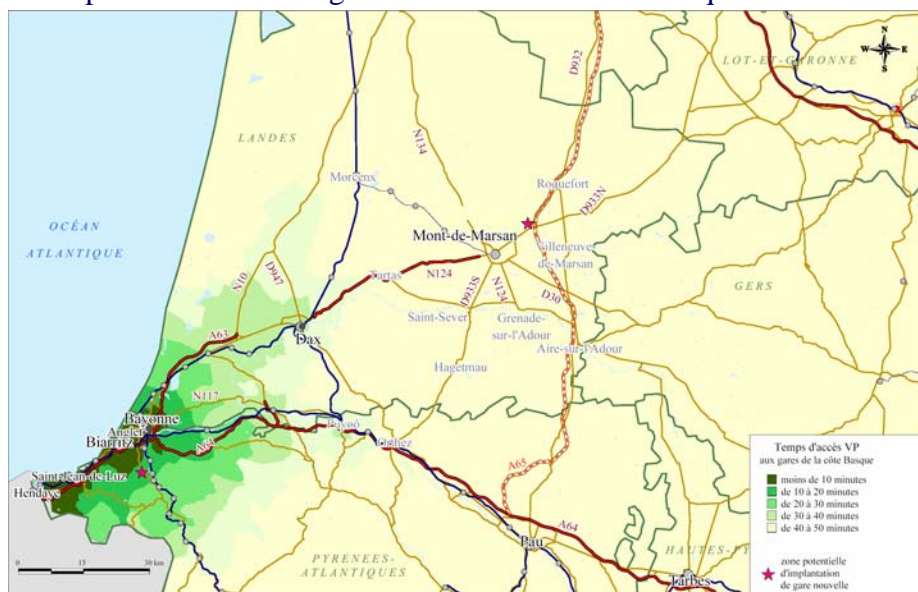 N
W E
S
LOT-ET-GARONNE
D932
LANDES
N134
Morcenx
Roquefort
D933N
OCÉAN
ATLANTIQUE
Mont-de-Marsan
Villeneuve-
de-Marsan
N10
D947
Tartas
N124
D933S
N124
D30
GERS
Saint-Sever
Grenade-
sur-l'Adour
A63
Dax
Aire-sur-l'Adour
Hagetmau
N117
Bayonne
Anglet
Biarritz
A64
Puyoô
Orthez
Saint-Jean-de-Luz
Hendaye
A65
A64
Pau
PYRENEES-
ATLANTIQUES
HAUTES-PY
Tarbes
0 15 30 km
Temps d'accès VP
aux gares de la côte Basque
moins de 10 minutes
de 10 à 20 minutes
de 20 à 30 minutes
de 30 à 40 minutes
de 40 à 50 minutes
zone potentielle
d'implantation
de gare nouvelle